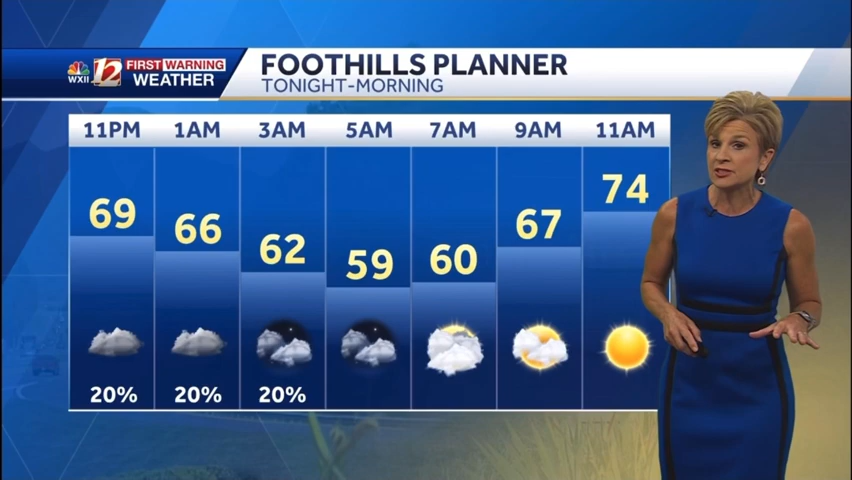 WXII 12 FIRST WARNING
WEATHER
FOOTHILLS PLANNER
TONIGHT-MORNING
11PM 1AM 3AM 5AM 7AM 9AM 11AM
69 66 62 59 60 67 74
20% 20% 20%